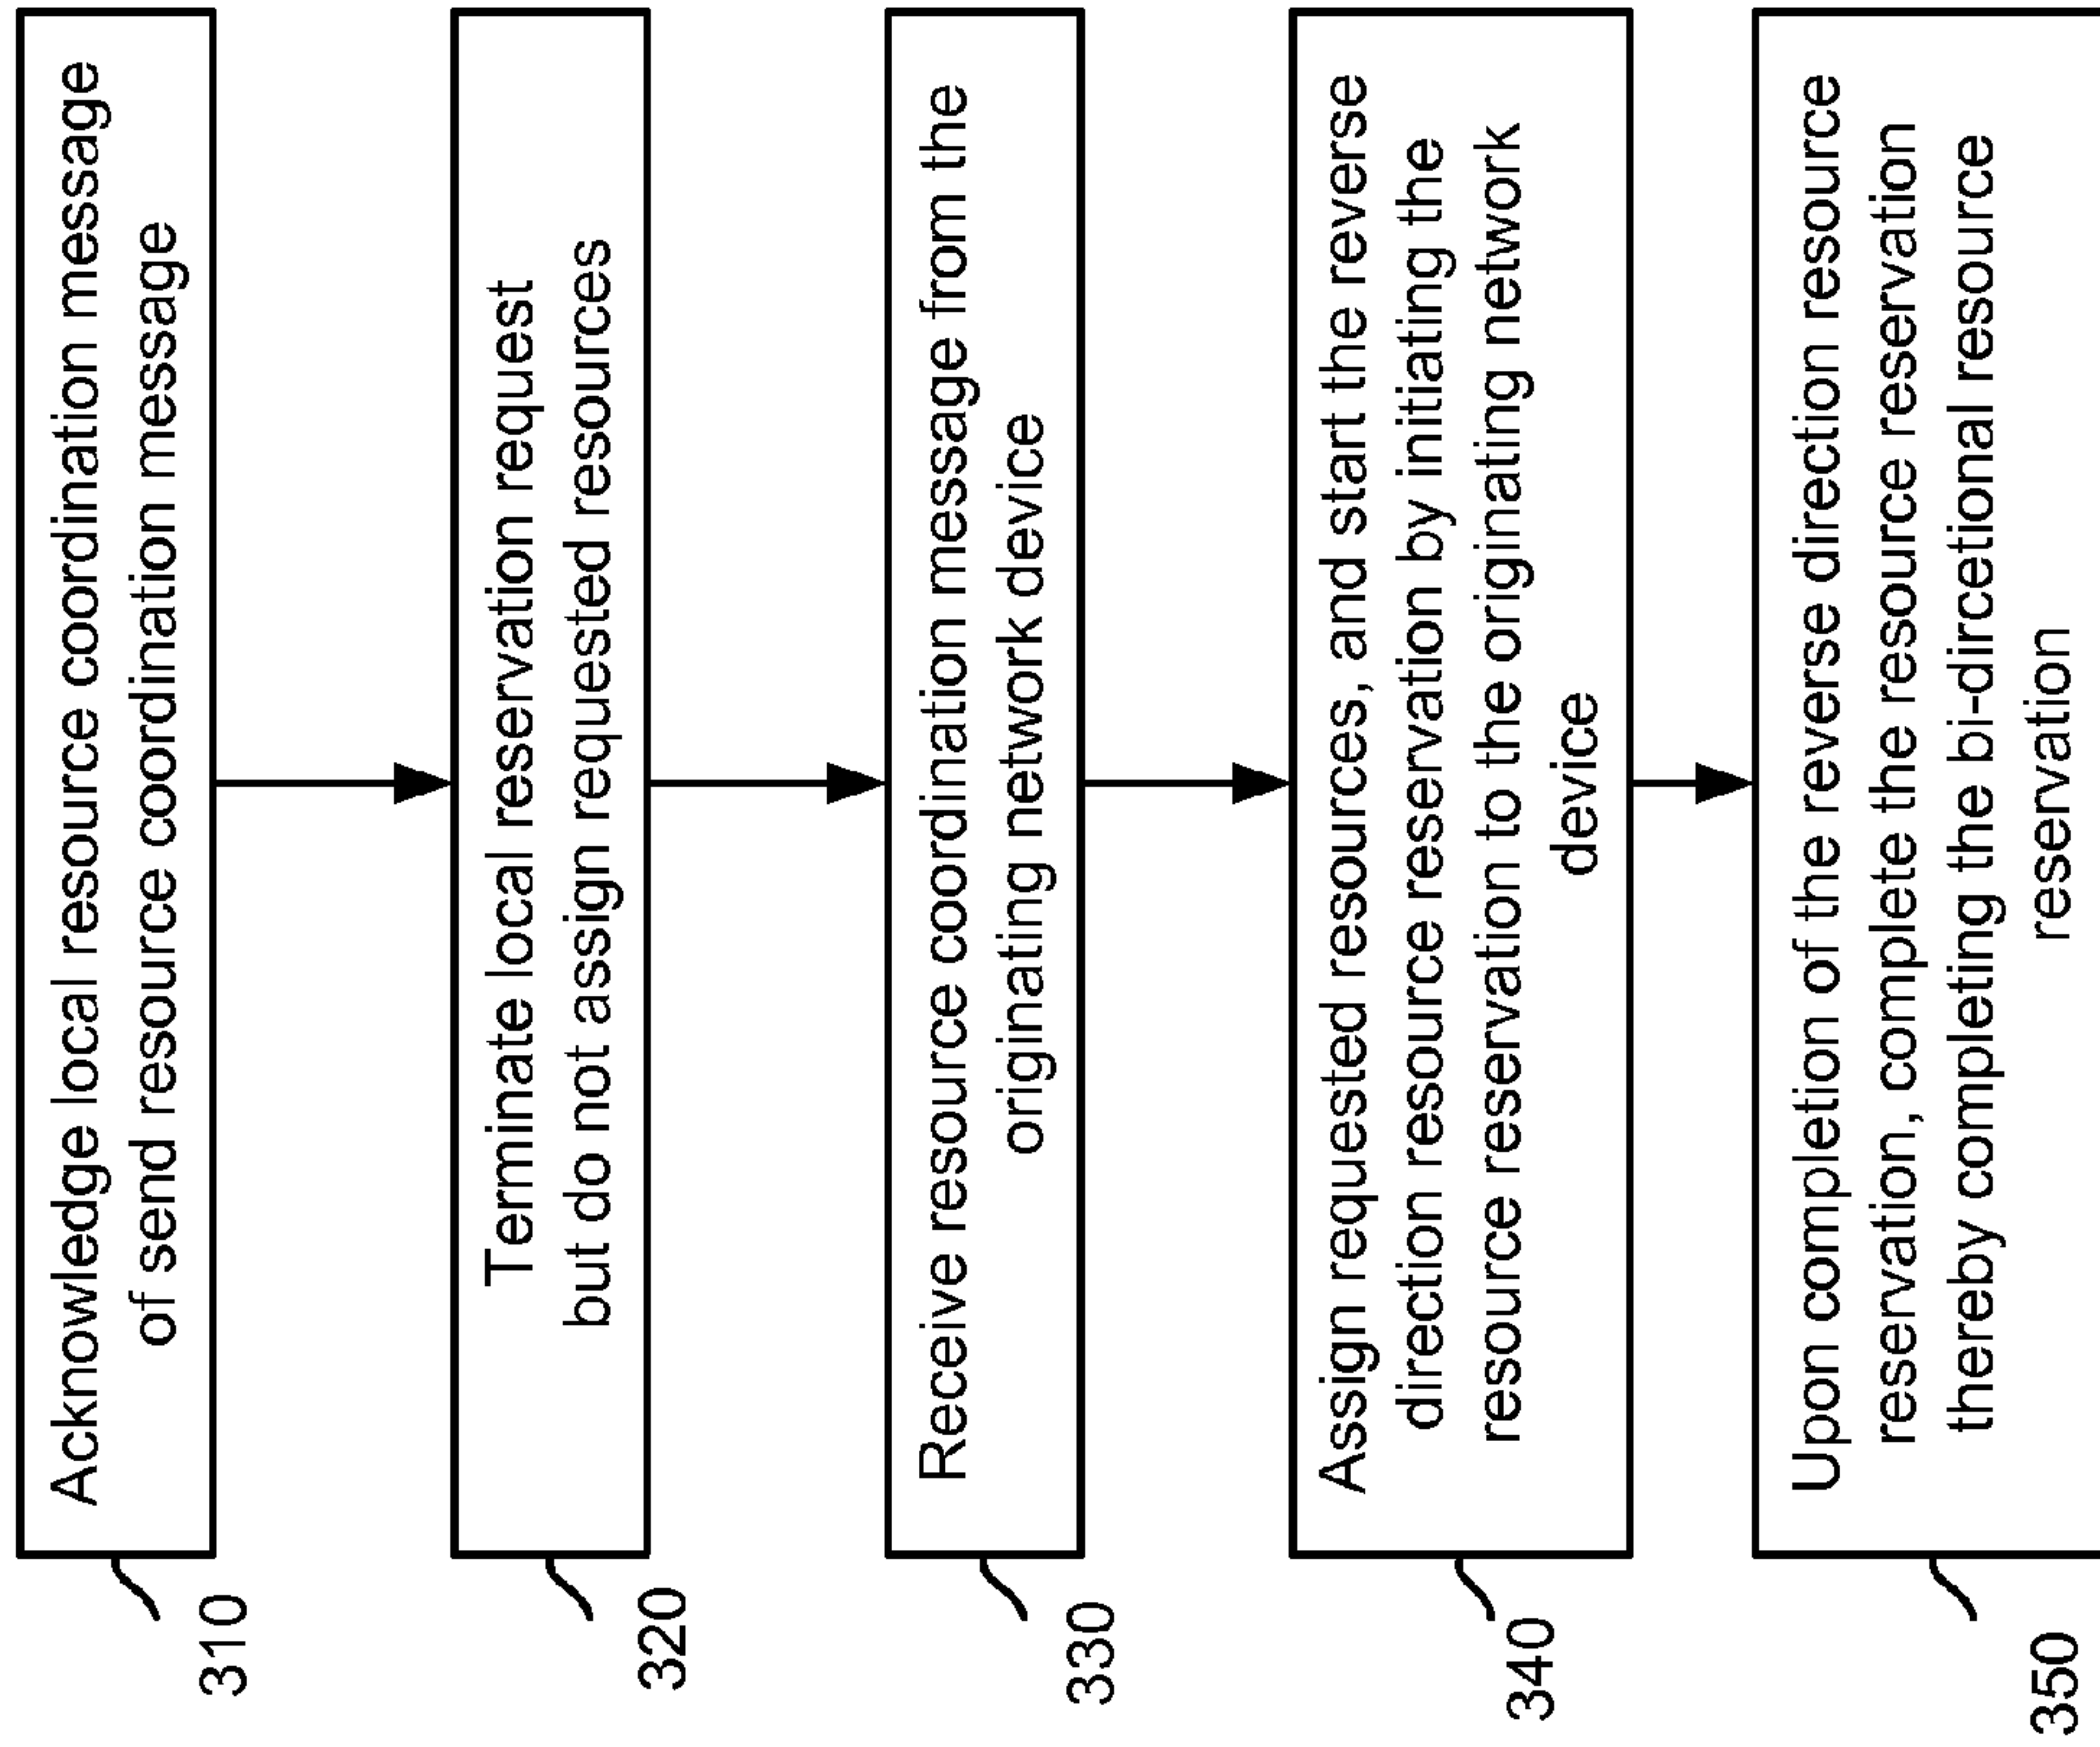 Acknowledge local resource coordination message
of send resource coordination message
310
Terminate local reservation request
but do not assign requested resources
320
Receive resource coordination message from the
originating network device
330
Assign requested resources, and start the reverse
direction resource reservation by initiating the
resource reservation to the originating network
device
340
Upon completion of the reverse direction resource
reservation, complete the resource reservation
thereby completing the bi-dircetional resource
reservation
350